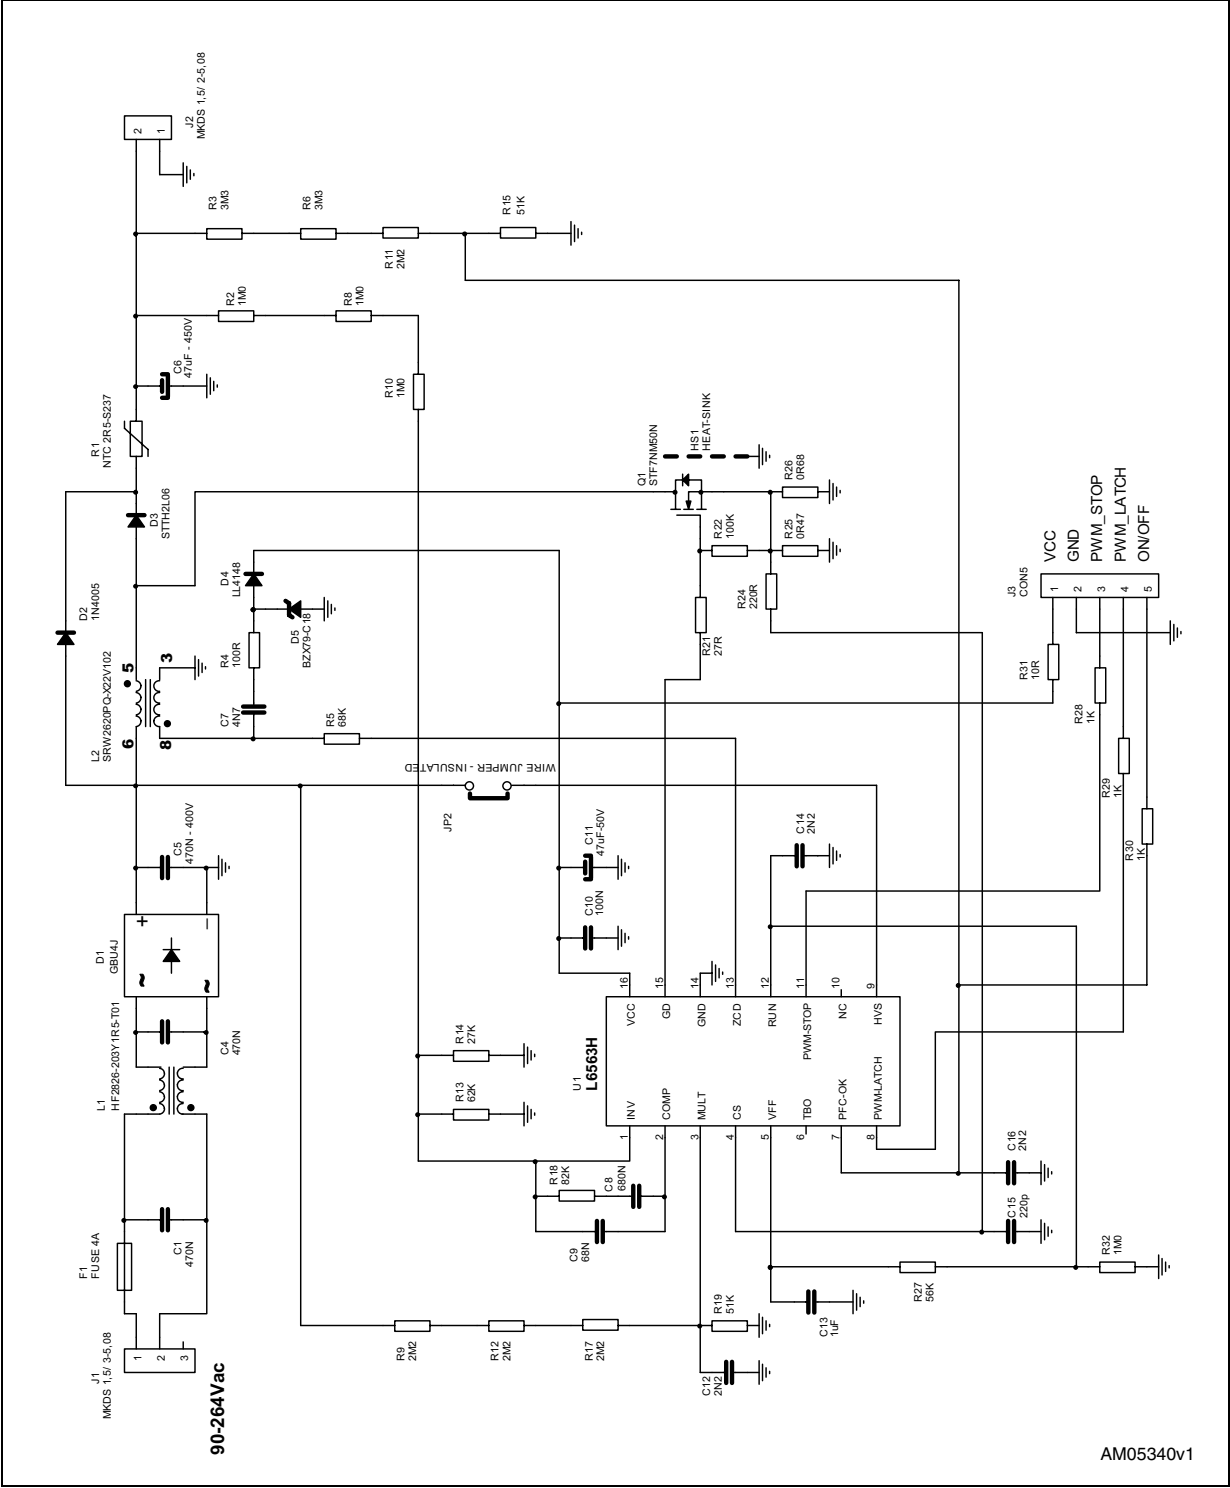 J1
MKDS 1,5/ 3-5,08
1
2
3
90-264Vac
F1
FUSE 4A
C1
470N
L1
HF2826-203Y1R5-T01
C4
470N
D1
GBU4J
~
~
+
−
C5
470N - 400V
L2
SRW2620PQ-X22V102
6
5
8
3
D2
1N4005
D3
STTH2L06
R1
NTC 2R5-S237
C6
47uF - 450V
J2
MKDS 1,5/ 2-5,08
2
1
R3
3M3
R6
3M3
R11
2M2
R15
51K
R2
1M0
R8
1M0
R10
1M0
C7
4N7
R4
100R
D4
LL4148
D5
BZX79-C18
R5
68K
JP2
WIRE JUMPER - INSULATED
Q1
STF7NM50N
HS1
HEAT-SINK
R22
100K
R21
27R
R24
220R
R25
0R47
R26
0R68
C10
100N
C11
47uF-50V
C14
2N2
R14
27K
R13
62K
R18
82K
C8
680N
C9
68N
R9
2M2
R12
2M2
R17
2M2
R19
51K
C12
2N2
C13
1uF
R27
56K
R32
1M0
C15
220p
C16
2N2
U1
L6563H
1
INV
2
COMP
3
MULT
4
CS
5
VFF
6
TBO
7
PFC-OK
8
PWM-LATCH
16
VCC
15
GD
14
GND
13
ZCD
12
RUN
11
PWM-STOP
10
NC
9
HVS
R31
10R
R28
1K
R29
1K
R30
1K
J3
CON5
1
2
3
4
5
VCC
GND
PWM_STOP
PWM_LATCH
ON/OFF
AM05340v1